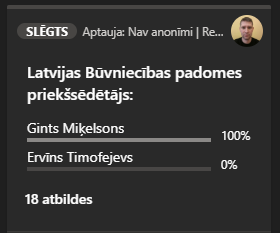 SLĒGTS Aptauja: Nav anonīmi | Re...
Latvijas Būvniecības padomes
priekšsēdētājs:
Gints Miķelsons
100%
Ervīns Timofejevs
0%
18 atbildes